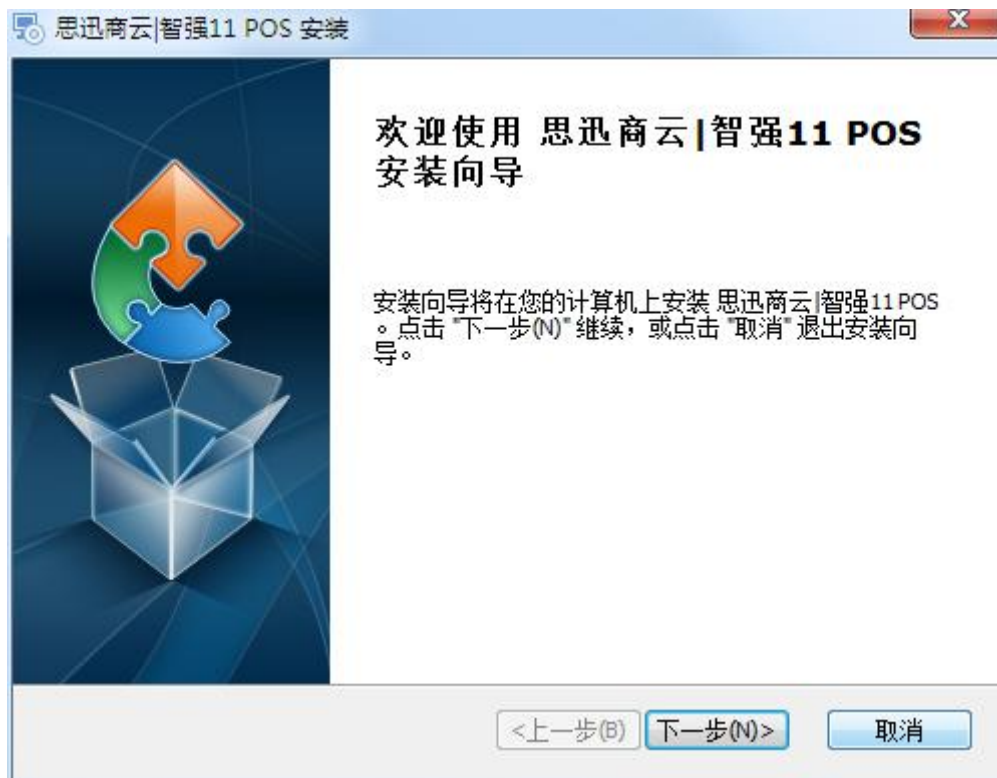 思迅商云|智强11 POS 安装
X
欢迎使用 思迅商云|智强11 POS
安装向导
安装向导将在您的计算机上安装 思迅商云|智强11POS
。点击 "下一步(N)" 继续，或点击 "取消" 退出安装向
导。
<上一步(B)
下一步(N)>
取消